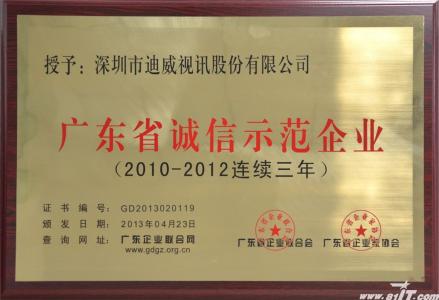 授予：深圳市迪威视讯股份有限公司
广东省诚信示范企业
（2010-2012连续三年）
证书编号：GD2013020119
颁发日期：2013年04月23日
查询网址：广东企业联合网
www.gdgz.org.cn
广东省企业联合会 广东省企业家协会
www.81IT.com